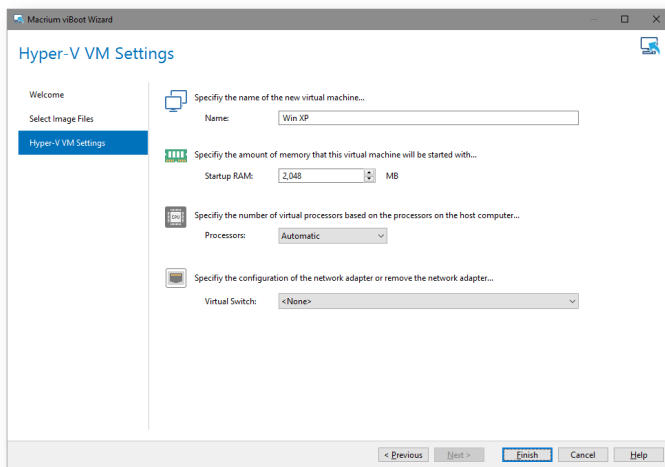 Macrium viBoot Wizard
Hyper-V VM Settings
Welcome
Select Image Files
Hyper-V VM Settings
Specifiy the name of the new virtual machine...
Name: Win XP
Specifiy the amount of memory that this virtual machine will be started with...
Startup RAM: 2,048 MB
CPU
Specifiy the number of virtual processors based on the processors on the host computer...
Processors: Automatic
Specifiy the configuration of the network adapter or remove the network adapter...
Virtual Switch: <None>
< Previous Next > Finish Cancel Help